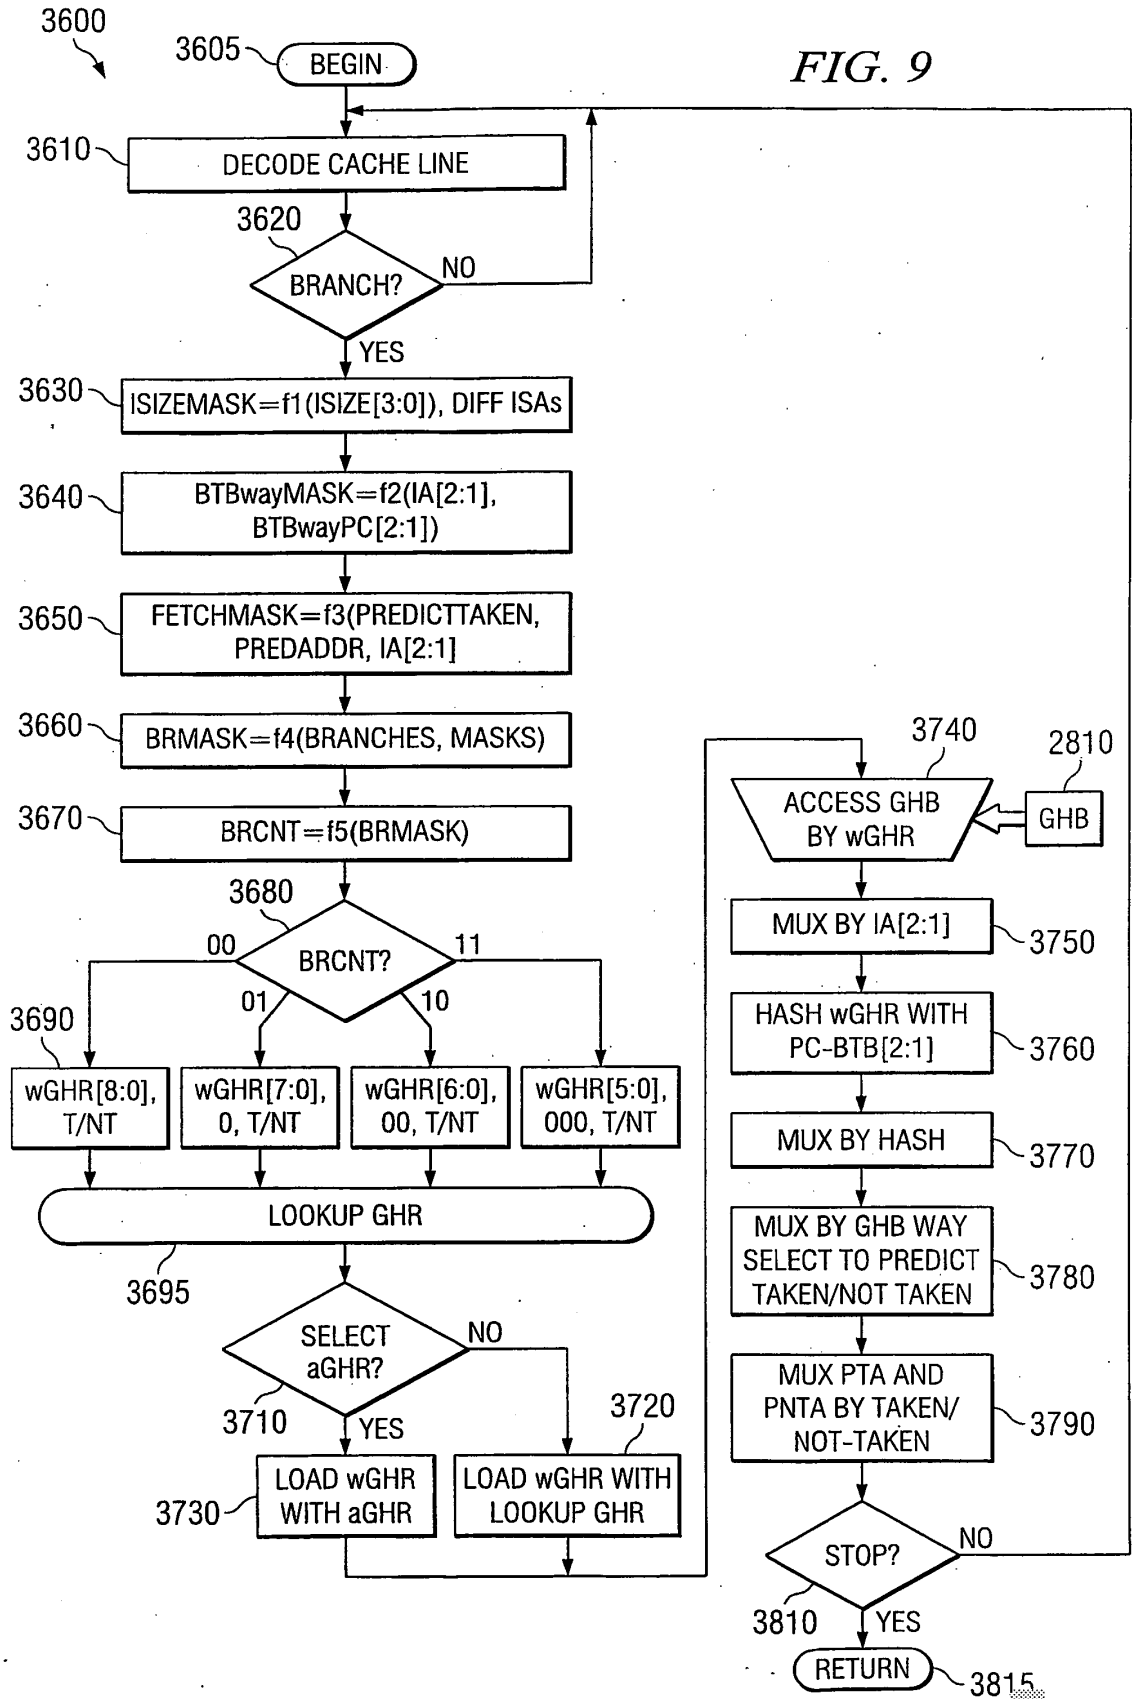 3600
3605
BEGIN
FIG. 9
3610
DECODE CACHE LINE
3620
BRANCH?
NO
YES
3630
ISIZEMASK=f1(ISIZE[3:0]), DIFF ISAs
3640
BTBwayMASK=f2(IA[2:1],
BTBwayPC[2:1])
3650
FETCHMASK=f3(PREDICTTAKEN,
PREDADDR, IA[2:1]
3660
BRMASK=f4(BRANCHES, MASKS)
3670
BRCNT=f5(BRMASK)
3680
BRCNT?
00
01
10
11
3690
wGHR[8:0],
T/NT
wGHR[7:0],
0, T/NT
wGHR[6:0],
00, T/NT
wGHR[5:0],
000, T/NT
LOOKUP GHR
3695
SELECT
aGHR?
NO
3710
YES
3720
LOAD wGHR
WITH aGHR
3730
LOAD wGHR WITH
LOOKUP GHR
3740
ACCESS GHB
BY wGHR
2810
GHB
MUX BY IA[2:1]
3750
HASH wGHR WITH
PC-BTB[2:1]
3760
MUX BY HASH
3770
MUX BY GHB WAY
SELECT TO PREDICT
TAKEN/NOT TAKEN
3780
MUX PTA AND
PNTA BY TAKEN/
NOT-TAKEN
3790
STOP?
NO
3810
YES
RETURN
3815